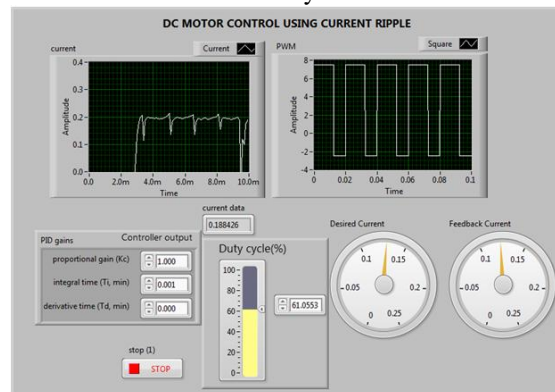 DC MOTOR CONTROL USING CURRENT RIPPLE
current
Current
0.4
0.3
0.2
0.1
0.0
Amplitude
0.0 2.0m 4.0m 6.0m 8.0m 10.0m
Time
PWM
Square
8
6
4
2
0
-2
-4
Amplitude
0 0.02 0.04 0.06 0.08 0.1
Time
current data
0.188426
PID gains
Controller output
proportional gain (Kc) 1.000
integral time (Ti, min) 0.001
derivative time (Td, min) 0.000
Duty cycle(%)
100
80
60
40
20
0
61.0553
Desired Current
0.1 0.15
0.05 0.2
0 0.25
Feedback Current
0.1 0.15
0.05 0.2
0 0.25
stop (1)
STOP